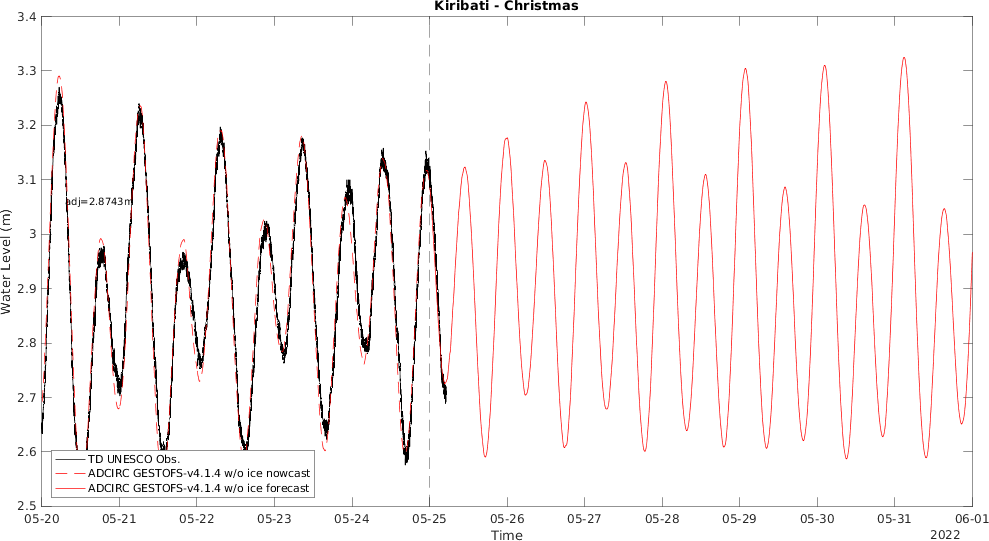 Kiribati - Christmas
3.4
3.3
3.2
3.1
3
2.9
2.8
2.7
2.6
2.5
Water Level (m)
adj=2.8743m
TD UNESCO Obs.
ADCIRC GESTOFS-v4.1.4 w/o ice nowcast
ADCIRC GESTOFS-v4.1.4 w/o ice forecast
05-20 05-21 05-22 05-23 05-24 05-25 05-26 05-27 05-28 05-29 05-30 05-31 06-01
Time
2022